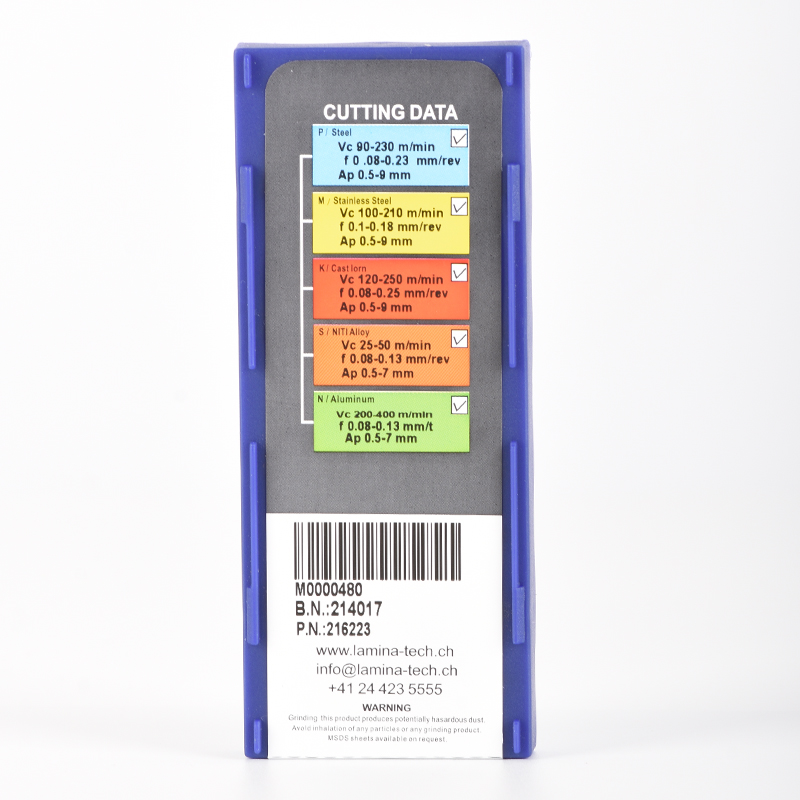 CUTTING DATA
P / Steel
Vc 90-230 m/min
f 0 .08-0.23 mm/rev
Ap 0.5-9 mm
M / Stainless Steel
Vc 100-210 m/min
f 0.1-0.18 mm/rev
Ap 0.5-9 mm
K / Cast lorn
Vc 120-250 m/min
f 0.08-0.25 mm/rev
Ap 0.5-9 mm
S / NITI Alloy
Vc 25-50 m/min
f 0.08-0.13 mm/rev
Ap 0.5-7 mm
N / Aluminum
Vc 200-400 m/min
f 0.08-0.13 mm/t
Ap 0.5-7 mm
M0000480
B.N.:214017
P.N.:216223
www.lamina-tech.ch
info@lamina-tech.ch
+41 24 423 5555
WARNING
Grinding this product produces potentially hazardous dust.
Avoid inhalation of any particles or any grinding product.
MSDS sheets available on request.